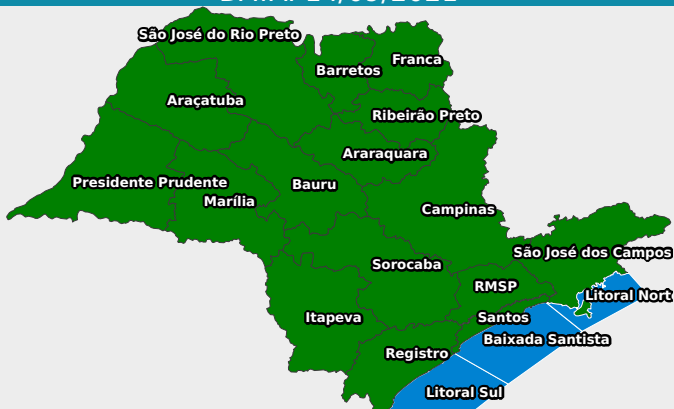 São José do Rio Preto
Franca
Barretos
Araçatuba
Ribeirão Preto
Araraquara
Presidente Prudente
Bauru
Marília
Campinas
São José dos Campos
Sorocaba
RMSP
Litoral Nort
Itapeva
Santos
Baixada Santista
Registro
Litoral Sul